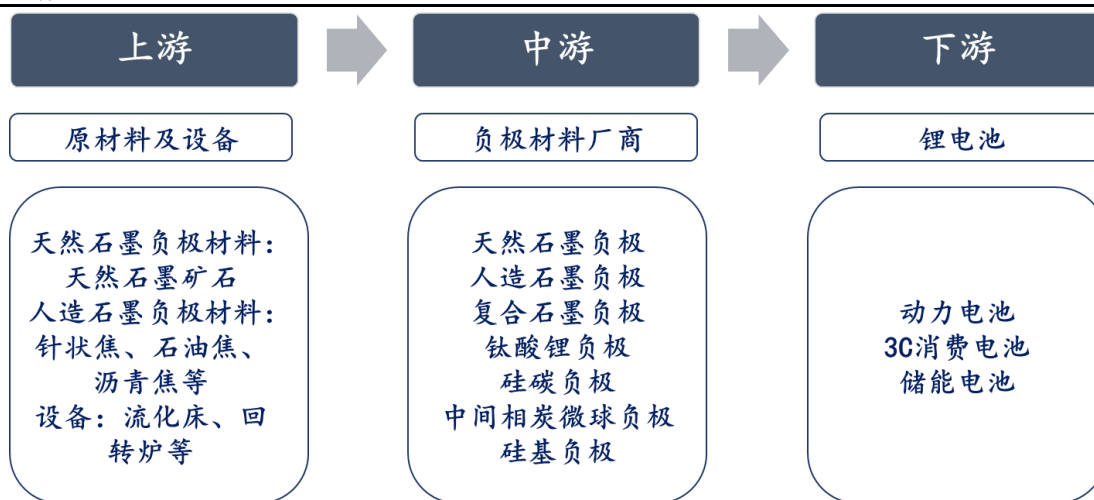 上游
中游
下游
原材料及设备
负极材料厂商
锂电池
天然石墨负极材料：
天然石墨矿石
人造石墨负极材料：
针状焦、石油焦、
沥青焦等
设备：流化床、回
转炉等
天然石墨负极
人造石墨负极
复合石墨负极
钛酸锂负极
硅碳负极
中间相炭微球负极
硅基负极
动力电池
3C消费电池
储能电池